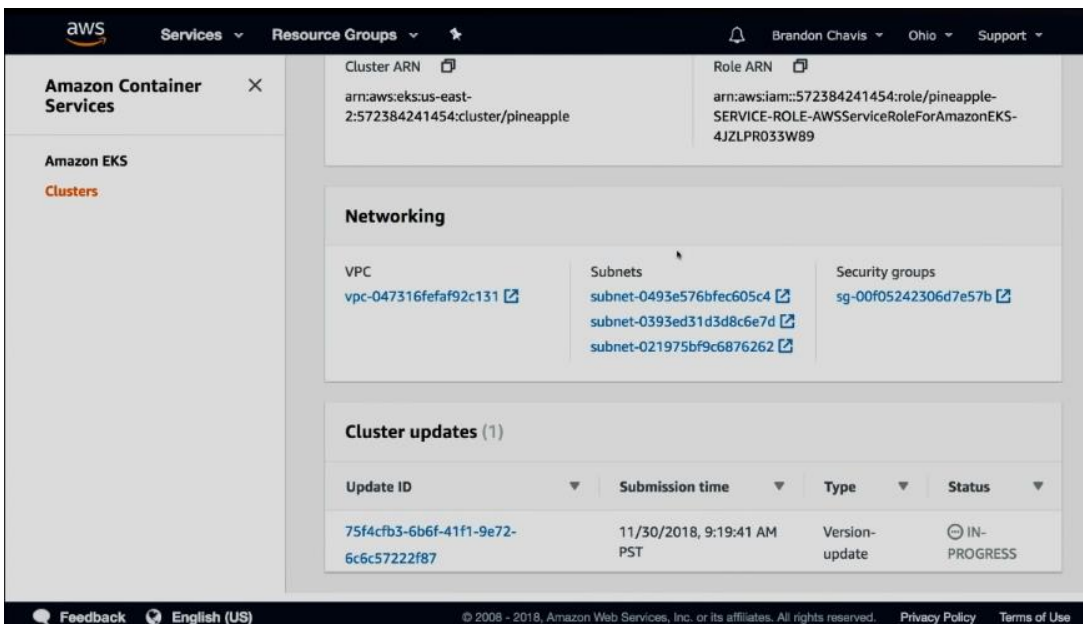 aws
Services
Resource Groups
Brandon Chavis
Ohio
Support
Amazon Container
Services
Amazon EKS
Clusters
Cluster ARN
arn:aws:eks:us-east-
2:572384241454:cluster/pineapple
Role ARN
arn:aws:iam::572384241454:role/pineapple-
SERVICE-ROLE-AWSServiceRoleForAmazonEKS-
4JZLPR033W89
Networking
VPC
vpc-047316fefaf92c131
Subnets
subnet-0493e576bfec605c4
subnet-0393ed31d3d8c6e7d
subnet-021975bf9c6876262
Security groups
sg-00f05242306d7e57b
Cluster updates (1)
Update ID
Submission time
Type
Status
75f4cfb3-6b6f-41f1-9e72-
6c6c57222f87
11/30/2018, 9:19:41 AM
PST
Version-
update
IN-
PROGRESS
Feedback
English (US)
© 2008 - 2018, Amazon Web Services, Inc. or its affiliates. All rights reserved.
Privacy Policy
Terms of Use